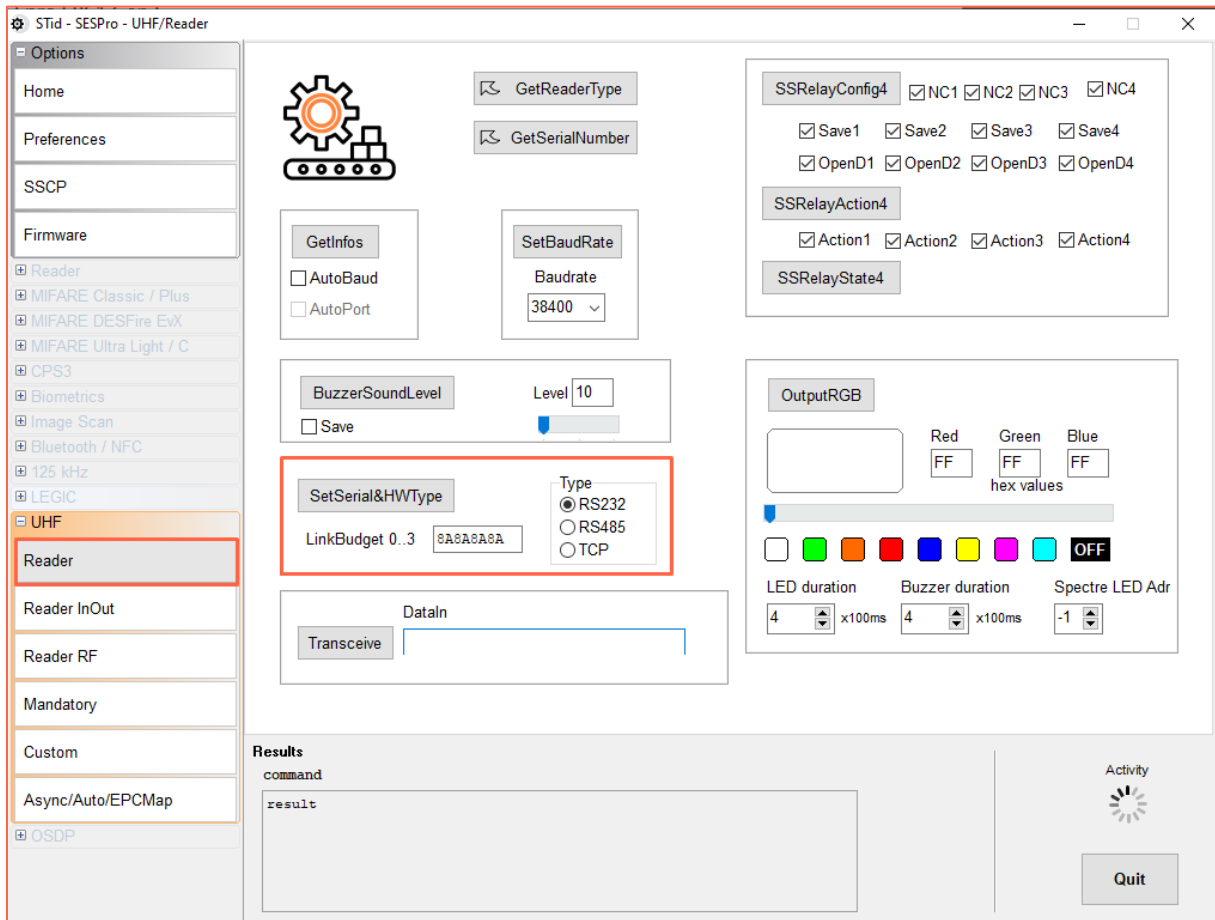 STid - SESPro - UHF/Reader
Options
Home
Preferences
SSCP
Firmware
Reader
MIFARE Classic / Plus
MIFARE DESFire EvX
MIFARE Ultra Light / C
CPS3
Biometrics
Image Scan
Bluetooth / NFC
125 kHz
LEGIC
UHF
Reader
Reader InOut
Reader RF
Mandatory
Custom
Async/Auto/EPCMap
OSDP
GetReaderType
GetSerialNumber
GetInfos
AutoBaud
AutoPort
SetBaudRate
Baudrate
38400
BuzzerSoundLevel
Level 10
Save
SetSerial&HWType
LinkBudget 0..3 8A8A8A8A
Type
RS232
RS485
TCP
DataIn
Transceive
SSRelayConfig4 NC1 NC2 NC3 NC4
Save1 Save2 Save3 Save4
OpenD1 OpenD2 OpenD3 OpenD4
SSRelayAction4
Action1 Action2 Action3 Action4
SSRelayState4
OutputRGB
Red Green Blue
FF FF FF
hex values
OFF
LED duration Buzzer duration Spectre LED Adr
4 x100ms 4 x100ms -1
Results
command
result
Activity
Quit